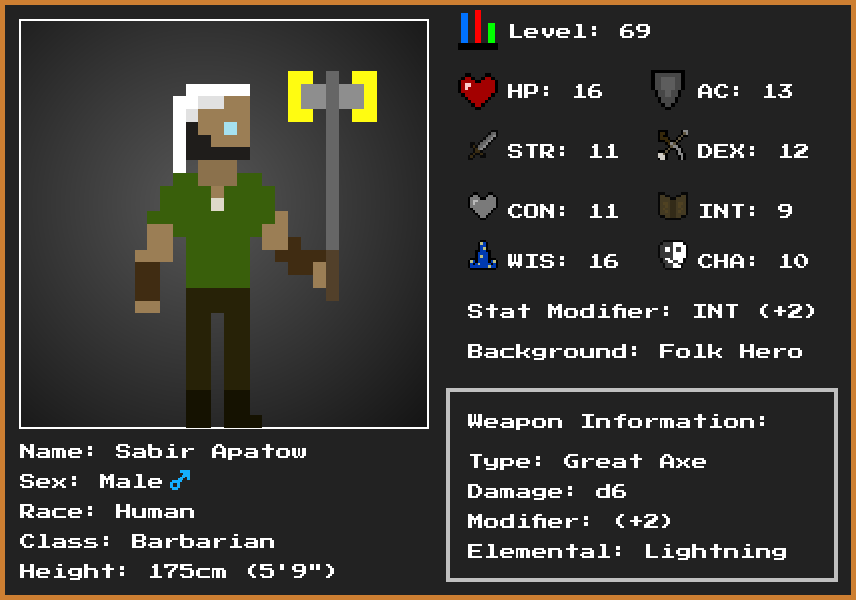 Level: 69
HP: 16
AC: 13
STR: 11
DEX: 12
CON: 11
INT: 9
WIS: 16
CHA: 10
Stat Modifier: INT (+2)
Background: Folk Hero
Weapon Information:
Type: Great Axe
Damage: d6
Modifier: (+2)
Elemental: Lightning
Name: Sabir Apatow
Sex: Male♂
Race: Human
Class: Barbarian
Height: 175cm (5'9")